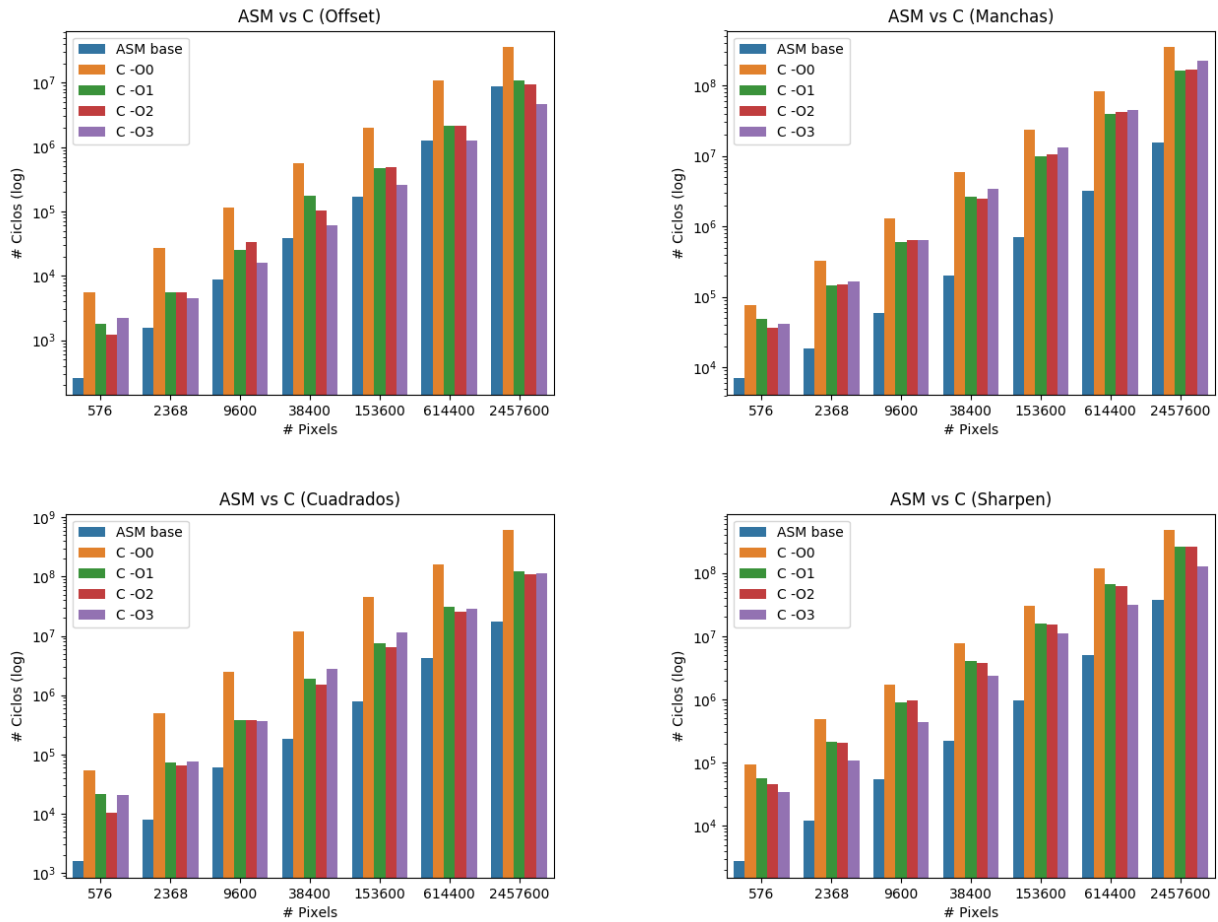 ASM vs C (Offset)
ASM base
C -O0
C -O1
C -O2
C -O3
# Ciclos (log)
10^7
10^6
10^5
10^4
10^3
576 2368 9600 38400 153600 614400 2457600
# Pixels
ASM vs C (Manchas)
ASM base
C -O0
C -O1
C -O2
C -O3
# Ciclos (log)
10^8
10^7
10^6
10^5
10^4
576 2368 9600 38400 153600 614400 2457600
# Pixels
ASM vs C (Cuadrados)
ASM base
C -O0
C -O1
C -O2
C -O3
# Ciclos (log)
10^9
10^8
10^7
10^6
10^5
10^4
10^3
576 2368 9600 38400 153600 614400 2457600
# Pixels
ASM vs C (Sharpen)
ASM base
C -O0
C -O1
C -O2
C -O3
# Ciclos (log)
10^8
10^7
10^6
10^5
10^4
576 2368 9600 38400 153600 614400 2457600
# Pixels